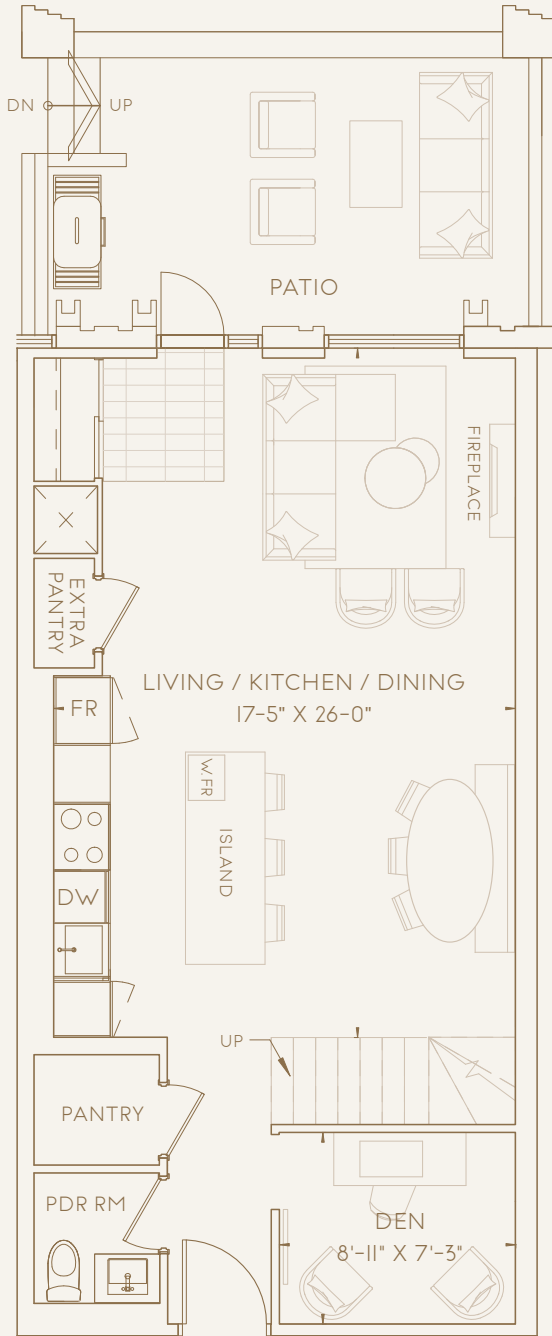 DN
UP
PATIO
FIREPLACE
X
EXTRA
PANTRY
LIVING / KITCHEN / DINING
17-5" X 26-0"
FR
W.FR
ISLAND
DW
UP
PANTRY
PDR RM
DEN
8'-11" X 7'-3"